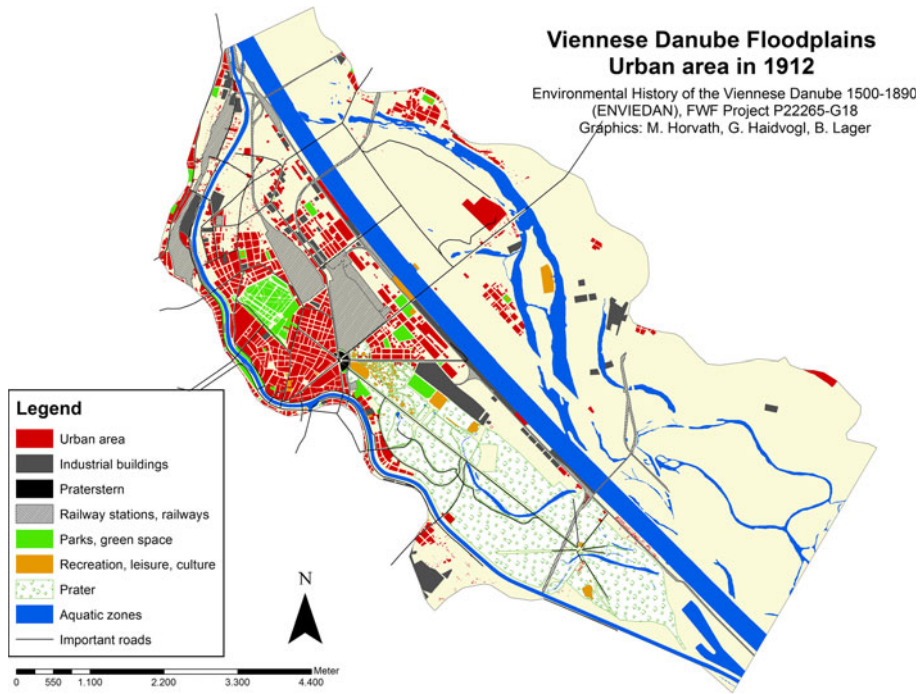 Viennese Danube Floodplains
Urban area in 1912
Environmental History of the Viennese Danube 1500-1890
(ENVIEDAN), FWF Project P22265-G18
Graphics: M. Horvath, G. Haidvogl, B. Lager
Legend
Urban area
Industrial buildings
Praterstern
Railway stations, railways
Parks, green space
Recreation, leisure, culture
Prater
Aquatic zones
Important roads
N
Meter
0 550 1.100 2.200 3.300 4.400